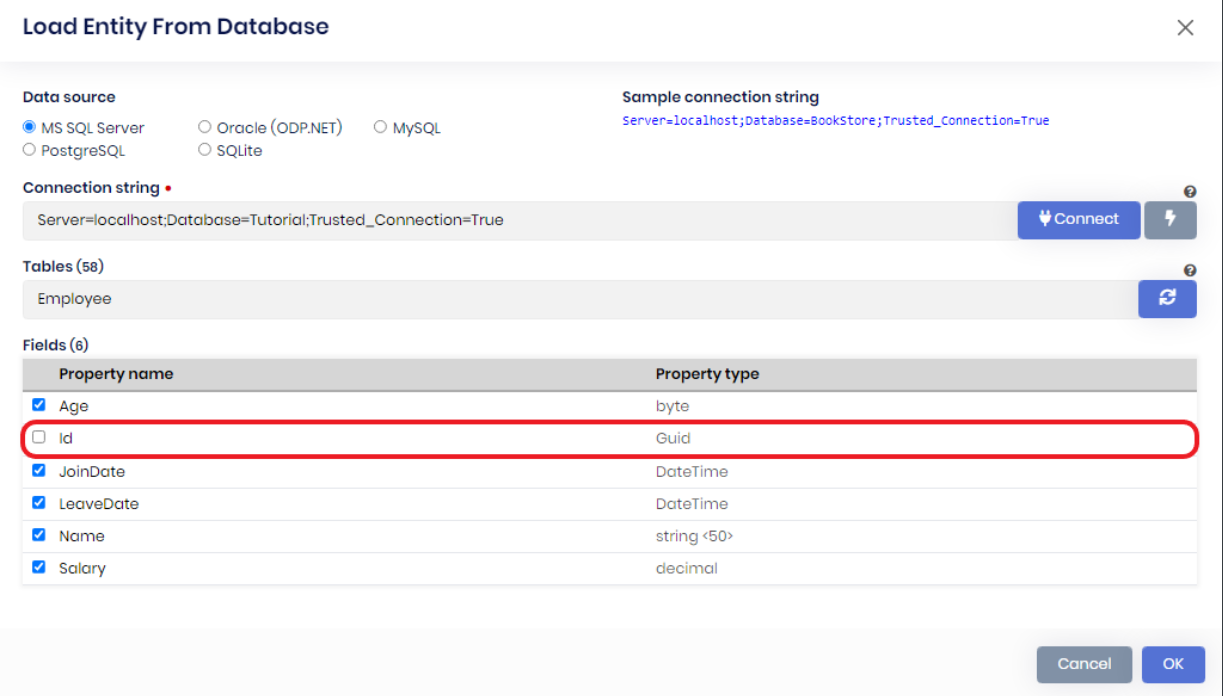 Load Entity From Database
Data source
MS SQL Server Oracle (ODP.NET) MySQL
PostgreSQL SQLite
Sample connection string
Server=localhost;Database=BookStore;Trusted_Connection=True
Connection string
Server=localhost;Database=Tutorial;Trusted_Connection=True
Connect
Tables (58)
Employee
Fields (6)
Property name Property type
Age byte
Id Guid
JoinDate DateTime
LeaveDate DateTime
Name string <50>
Salary decimal
Cancel OK